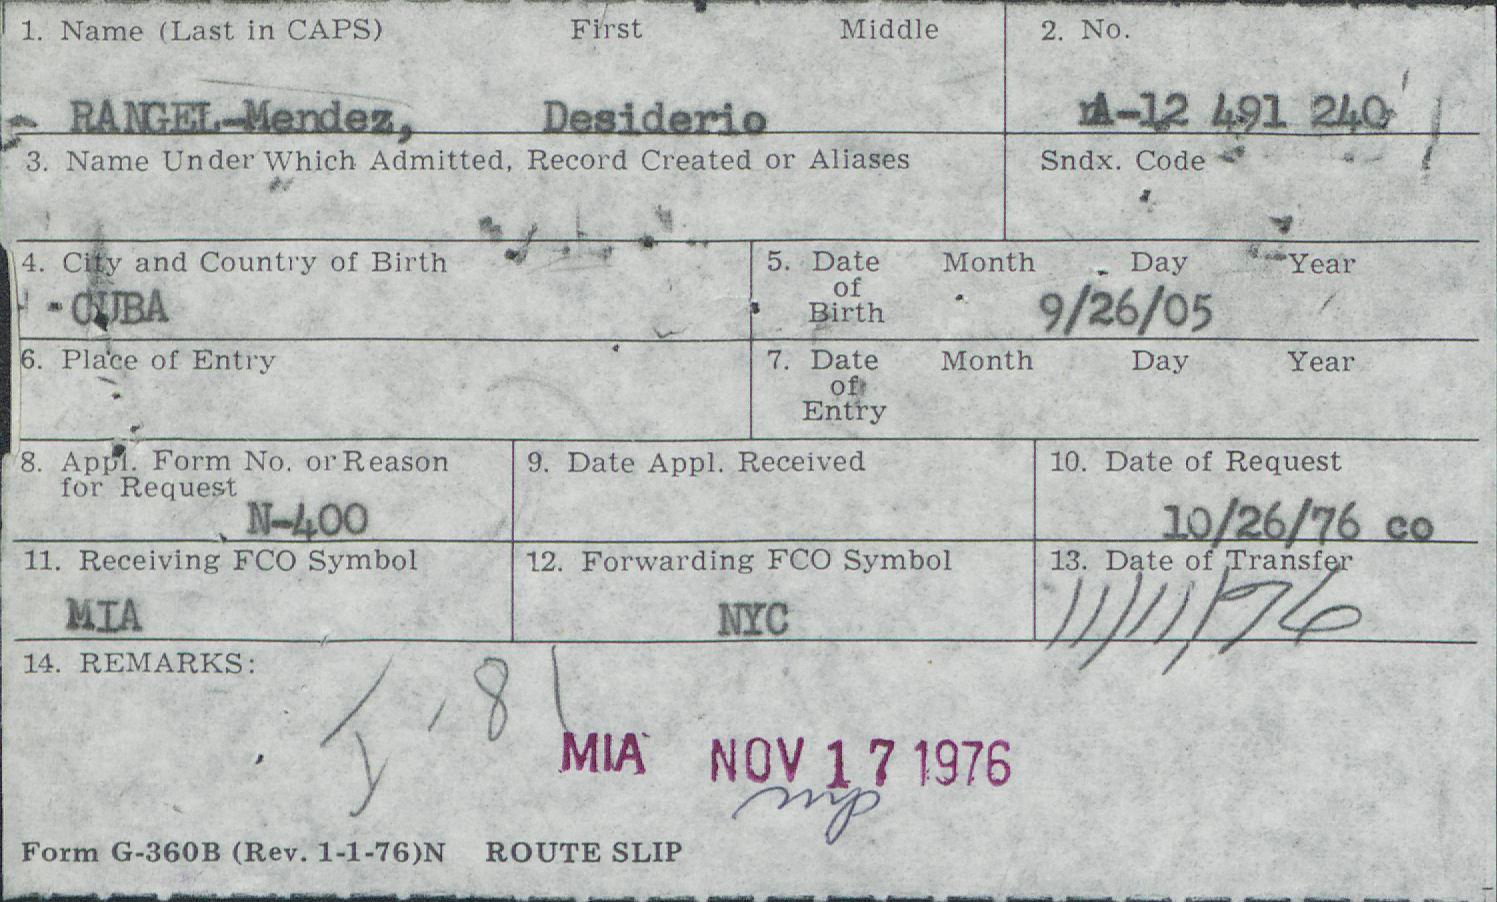 1. Name (Last in CAPS) First Middle 2. No.
RANGEL-Mendez, Desiderio A-12 491 240
3. Name Under Which Admitted, Record Created or Aliases Sndx. Code
4. City and Country of Birth 5. Date of Birth Month Day Year
CUBA 9/26/05
6. Place of Entry 7. Date of Entry Month Day Year
8. Appl. Form No. or Reason for Request 9. Date Appl. Received 10. Date of Request
N-400 10/26/76 co
11. Receiving FCO Symbol 12. Forwarding FCO Symbol 13. Date of Transfer
MIA NYC 11/11/76
14. REMARKS:
MIA NOV 17 1976
Form G-360B (Rev. 1-1-76)N ROUTE SLIP